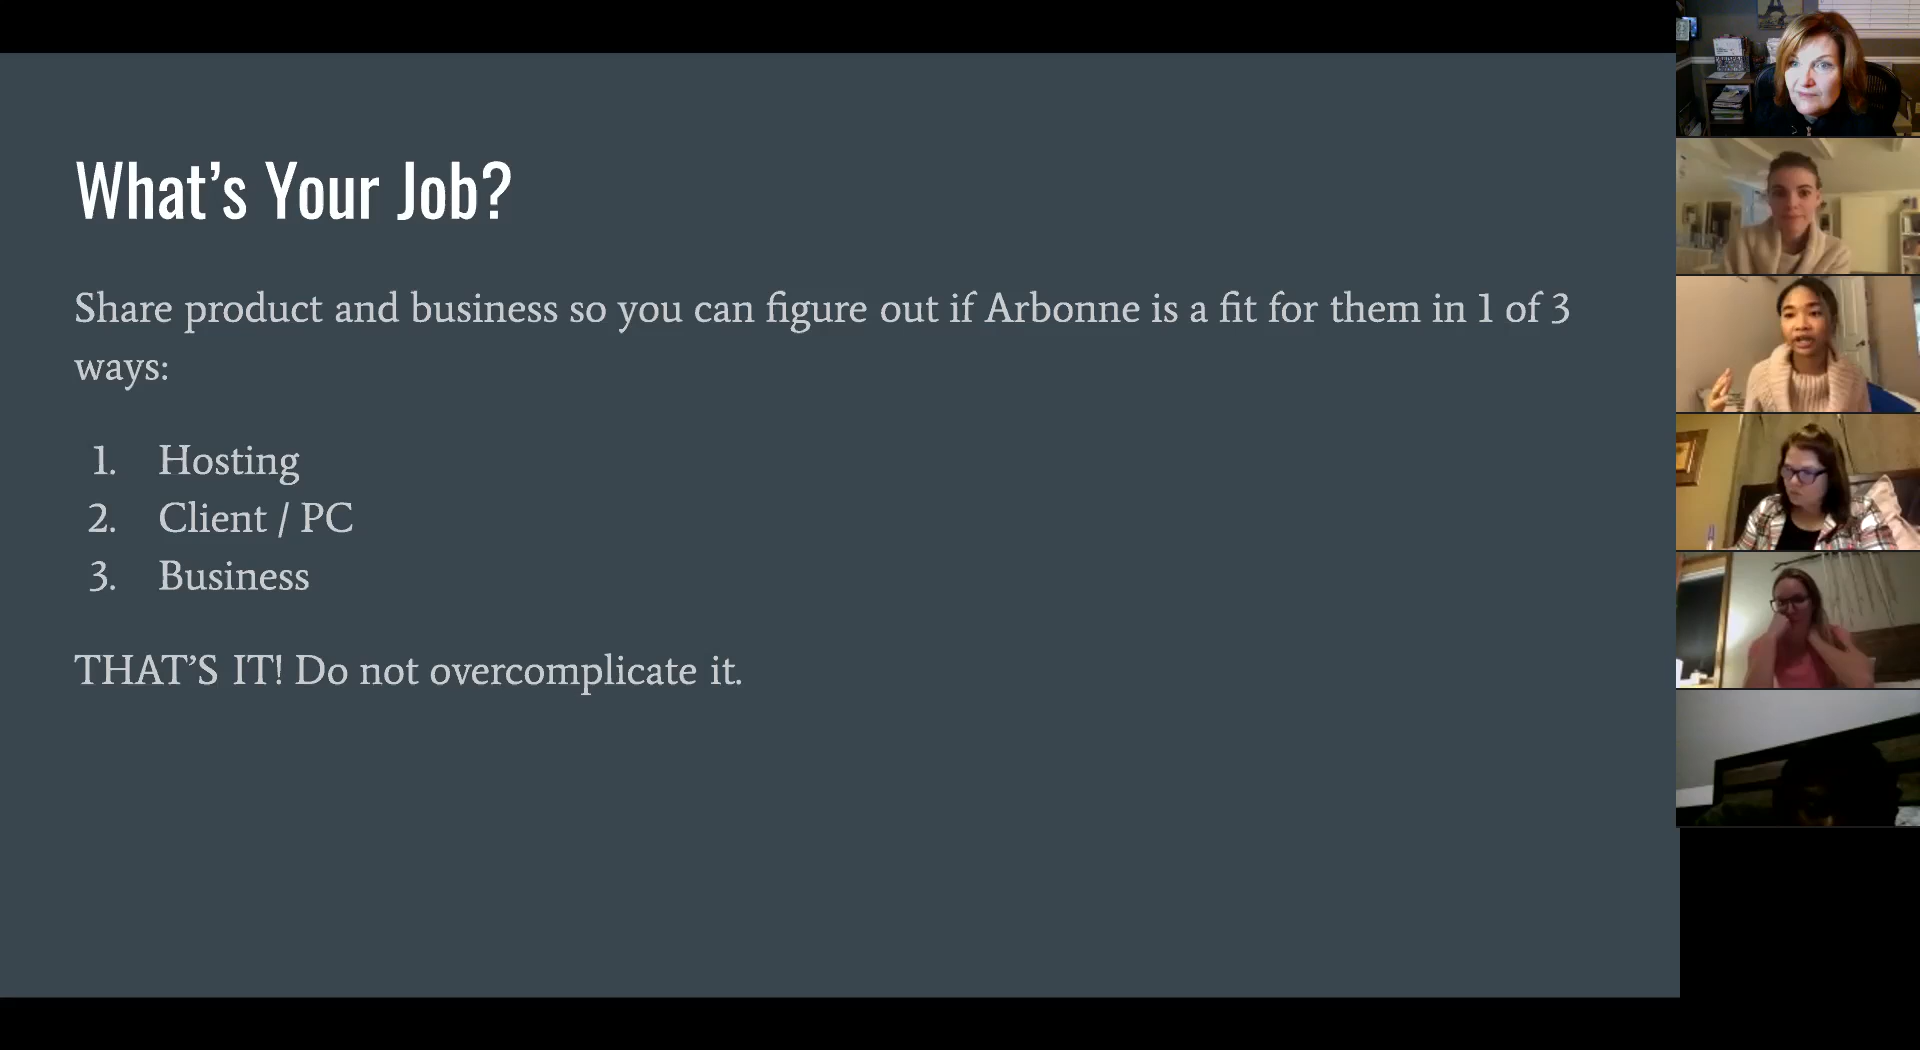 What’s Your Job?
Share product and business so you can figure out if Arbonne is a fit for them in 1 of 3
ways:
1. Hosting
2. Client / PC
3. Business
THAT’S IT! Do not overcomplicate it.